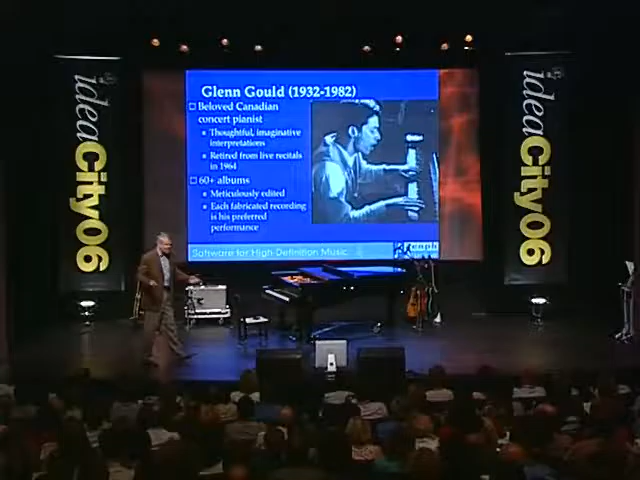 ideaCity06
Glenn Gould (1932-1982)
Beloved Canadian
concert pianist
Thoughtful, imaginative
interpretations
Retired from live recitals
in 1964
60+ albums
Meticulously edited
Each fabricated recording
is his preferred
performance
Software for High-Definition Music
zenph
ideaCity06